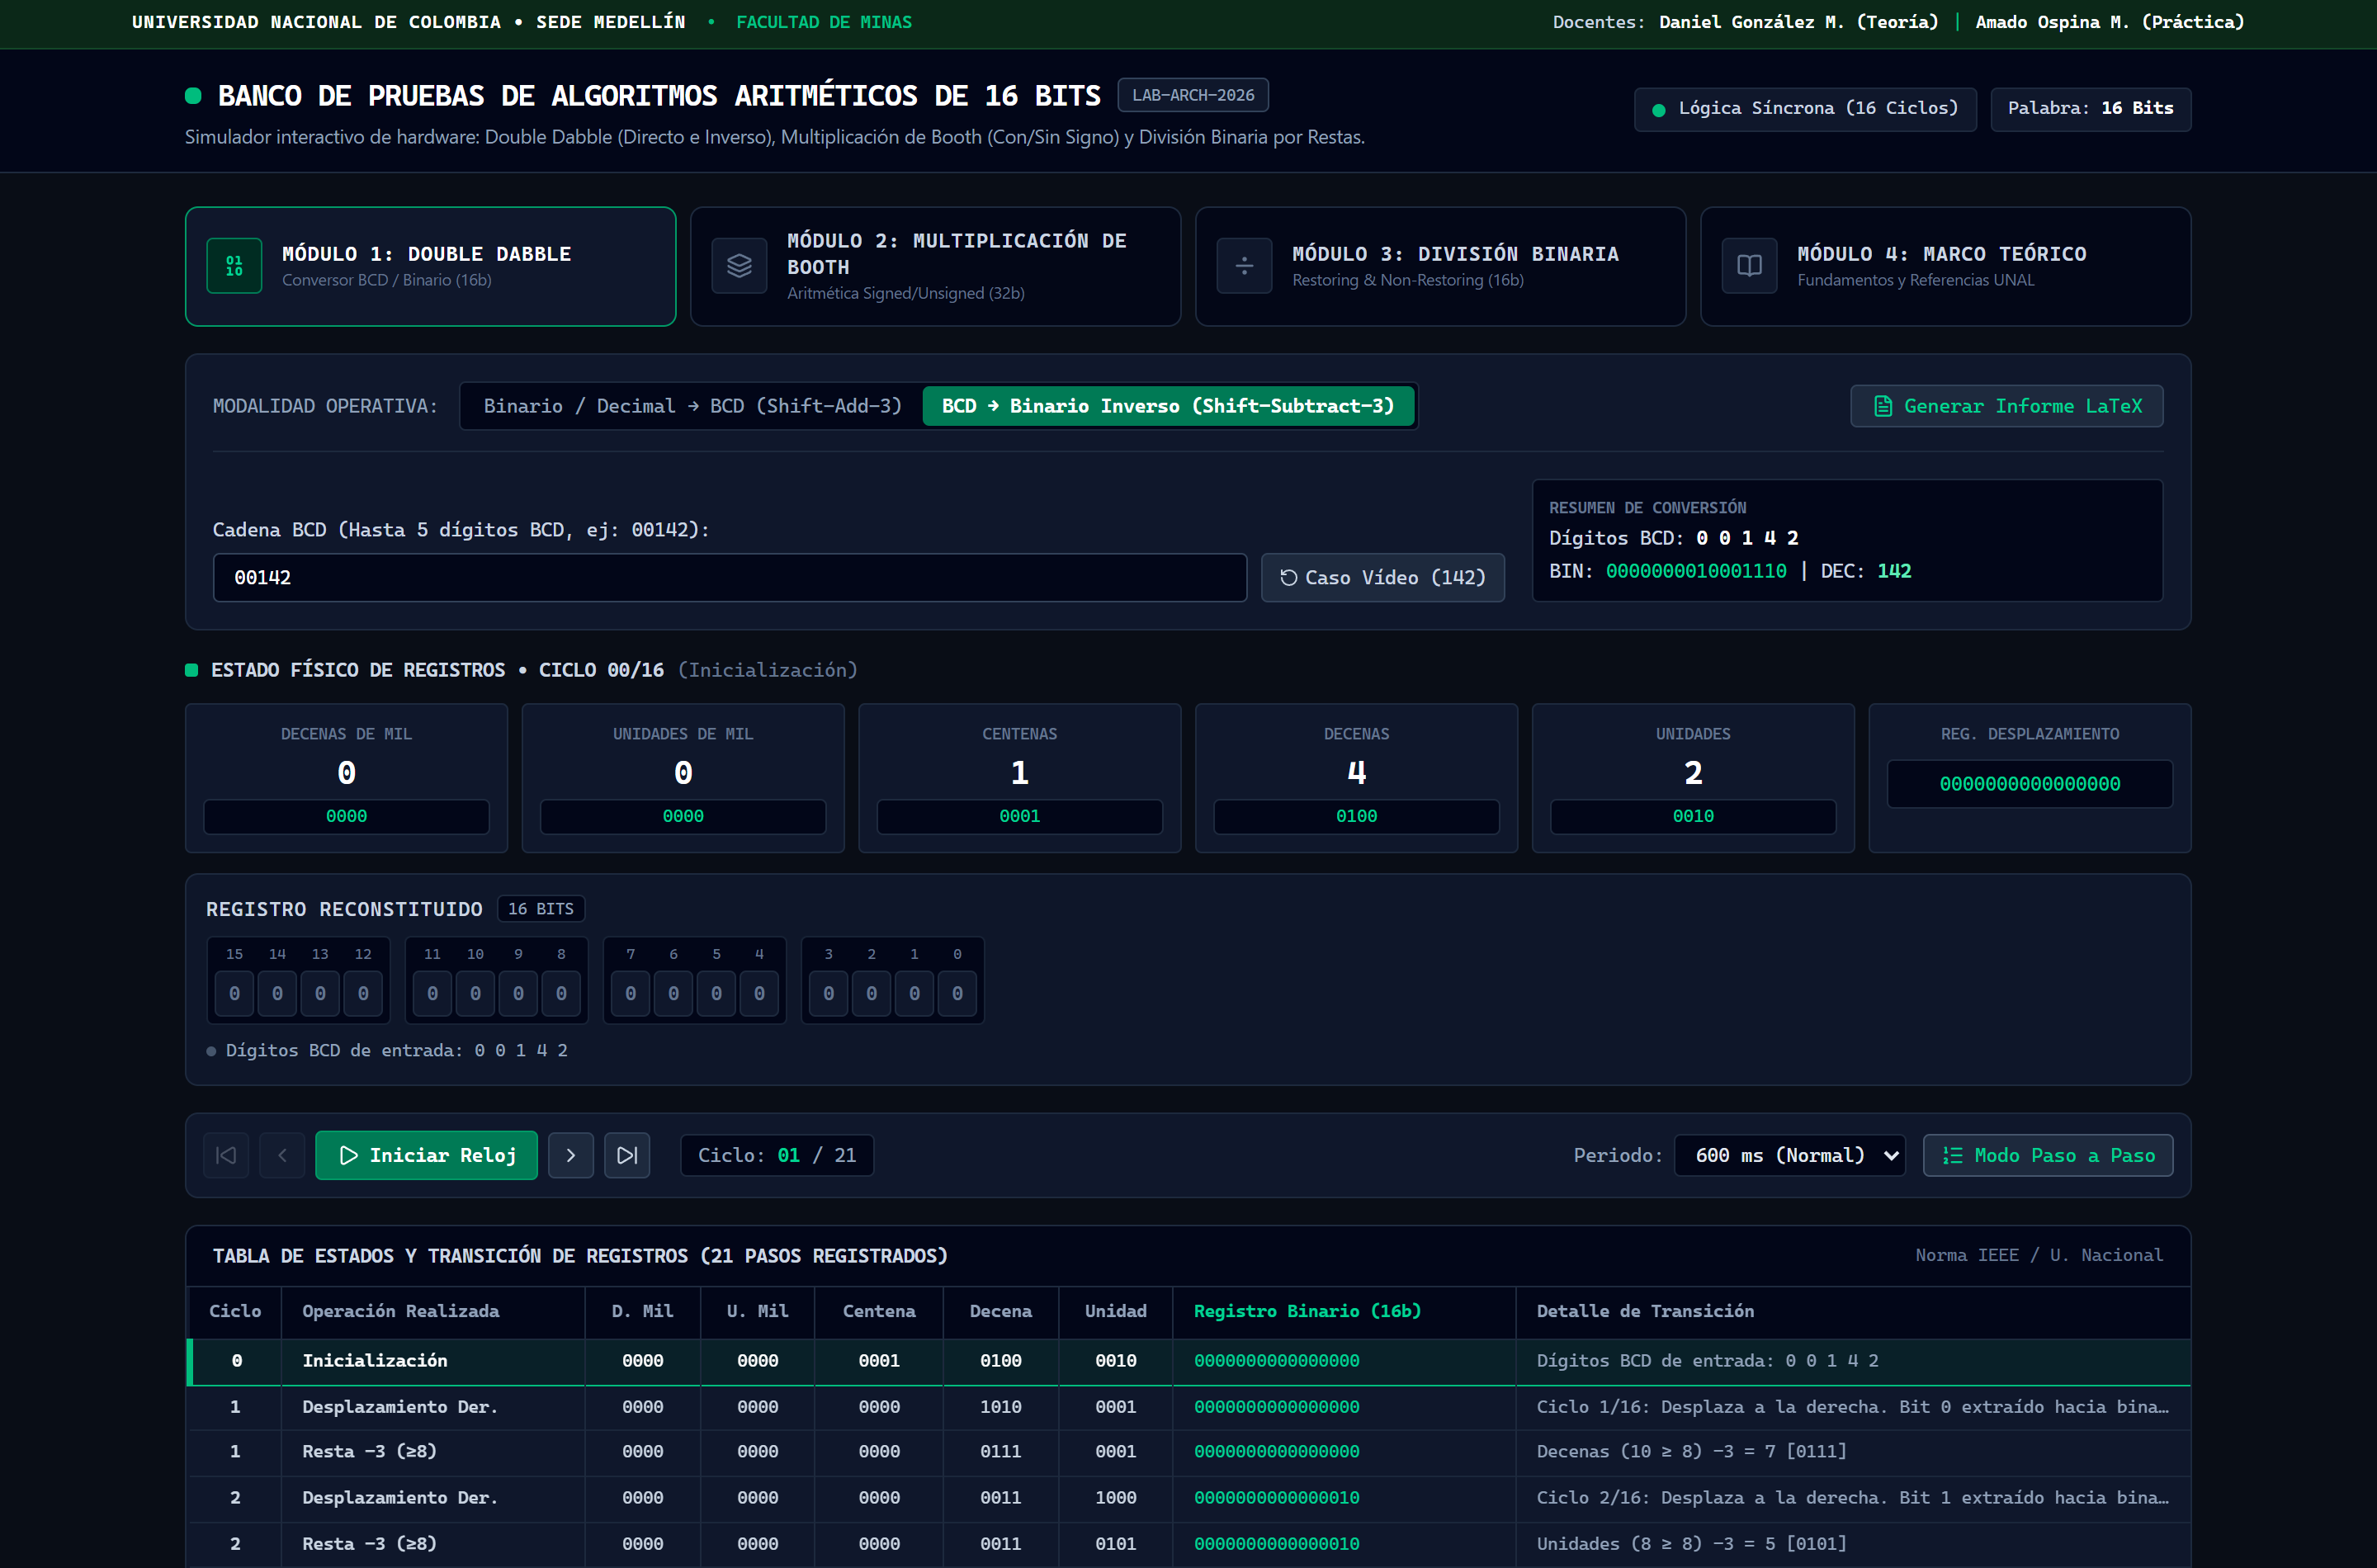 UNIVERSIDAD NACIONAL DE COLOMBIA • SEDE MEDELLÍN • FACULTAD DE MINAS
Docentes: Daniel González M. (Teoría) | Amado Ospina M. (Práctica)
BANCO DE PRUEBAS DE ALGORITMOS ARITMÉTICOS DE 16 BITS LAB-ARCH-2026
Simulador interactivo de hardware: Double Dabble (Directo e Inverso), Multiplicación de Booth (Con/Sin Signo) y División Binaria por Restas.
Lógica Síncrona (16 Ciclos)
Palabra: 16 Bits
01
10
MÓDULO 1: DOUBLE DABBLE
Conversor BCD / Binario (16b)
MÓDULO 2: MULTIPLICACIÓN DE
BOOTH
Aritmética Signed/Unsigned (32b)
MÓDULO 3: DIVISIÓN BINARIA
Restoring & Non-Restoring (16b)
MÓDULO 4: MARCO TEÓRICO
Fundamentos y Referencias UNAL
MODALIDAD OPERATIVA: Binario / Decimal → BCD (Shift-Add-3) BCD → Binario Inverso (Shift-Subtract-3) Generar Informe LaTeX
Cadena BCD (Hasta 5 dígitos BCD, ej: 00142):
00142
Caso Vídeo (142)
RESUMEN DE CONVERSIÓN
Dígitos BCD: 0 0 1 4 2
BIN: 0000000010001110 | DEC: 142
ESTADO FÍSICO DE REGISTROS • CICLO 00/16 (Inicialización)
DECENAS DE MIL
0
0000
UNIDADES DE MIL
0
0000
CENTENAS
1
0001
DECENAS
4
0100
UNIDADES
2
0010
REG. DESPLAZAMIENTO
0000000000000000
REGISTRO RECONSTITUIDO 16 BITS
15 14 13 12 11 10 9 8 7 6 5 4 3 2 1 0
0 0 0 0 0 0 0 0 0 0 0 0 0 0 0 0
Dígitos BCD de entrada: 0 0 1 4 2
Iniciar Reloj Ciclo: 01 / 21 Periodo: 600 ms (Normal) Modo Paso a Paso
TABLA DE ESTADOS Y TRANSICIÓN DE REGISTROS (21 PASOS REGISTRADOS) Norma IEEE / U. Nacional
Ciclo Operación Realizada D. Mil U. Mil Centena Decena Unidad Registro Binario (16b) Detalle de Transición
0 Inicialización 0000 0000 0001 0100 0010 0000000000000000 Dígitos BCD de entrada: 0 0 1 4 2
1 Desplazamiento Der. 0000 0000 0000 1010 0001 0000000000000000 Ciclo 1/16: Desplaza a la derecha. Bit 0 extraído hacia bina…
1 Resta -3 (≥8) 0000 0000 0000 0111 0001 0000000000000000 Decenas (10 ≥ 8) -3 = 7 [0111]
2 Desplazamiento Der. 0000 0000 0000 0011 1000 0000000000000010 Ciclo 2/16: Desplaza a la derecha. Bit 1 extraído hacia bina…
2 Resta -3 (≥8) 0000 0000 0000 0011 0101 0000000000000010 Unidades (8 ≥ 8) -3 = 5 [0101]